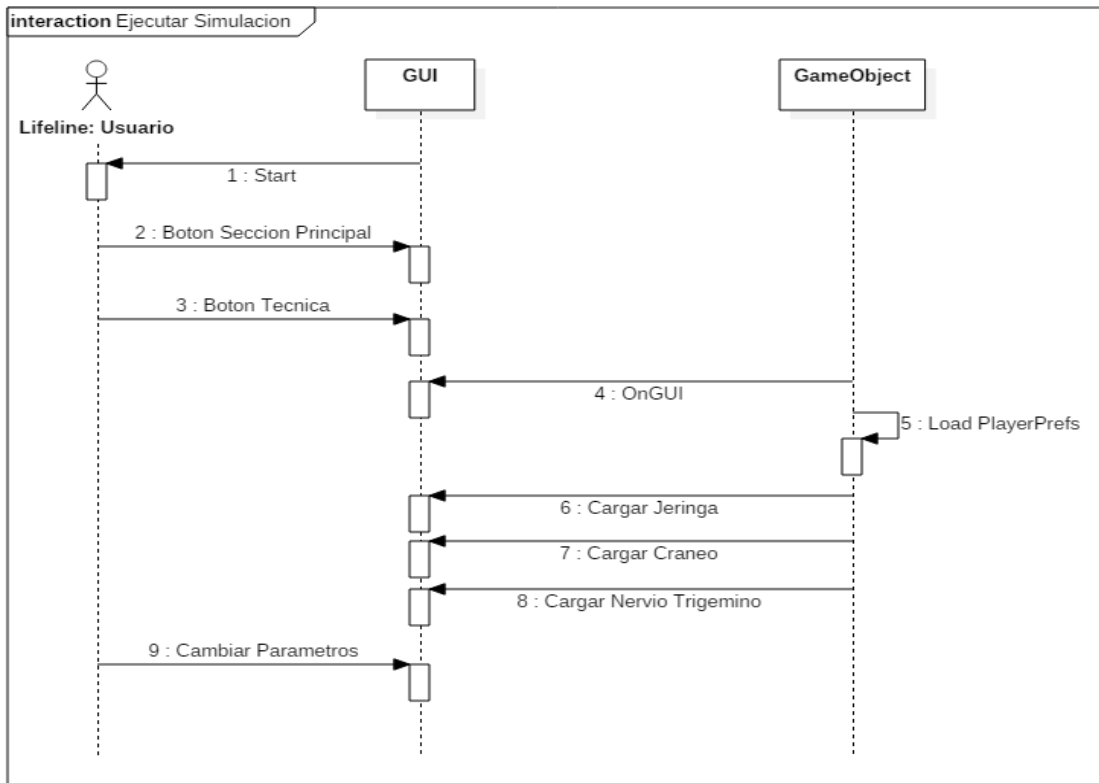 interaction Ejecutar Simulacion
GUI
GameObject
Lifeline: Usuario
1 : Start
2 : Boton Seccion Principal
3 : Boton Tecnica
4 : OnGUI
5 : Load PlayerPrefs
6 : Cargar Jeringa
7 : Cargar Craneo
8 : Cargar Nervio Trigemino
9 : Cambiar Parametros